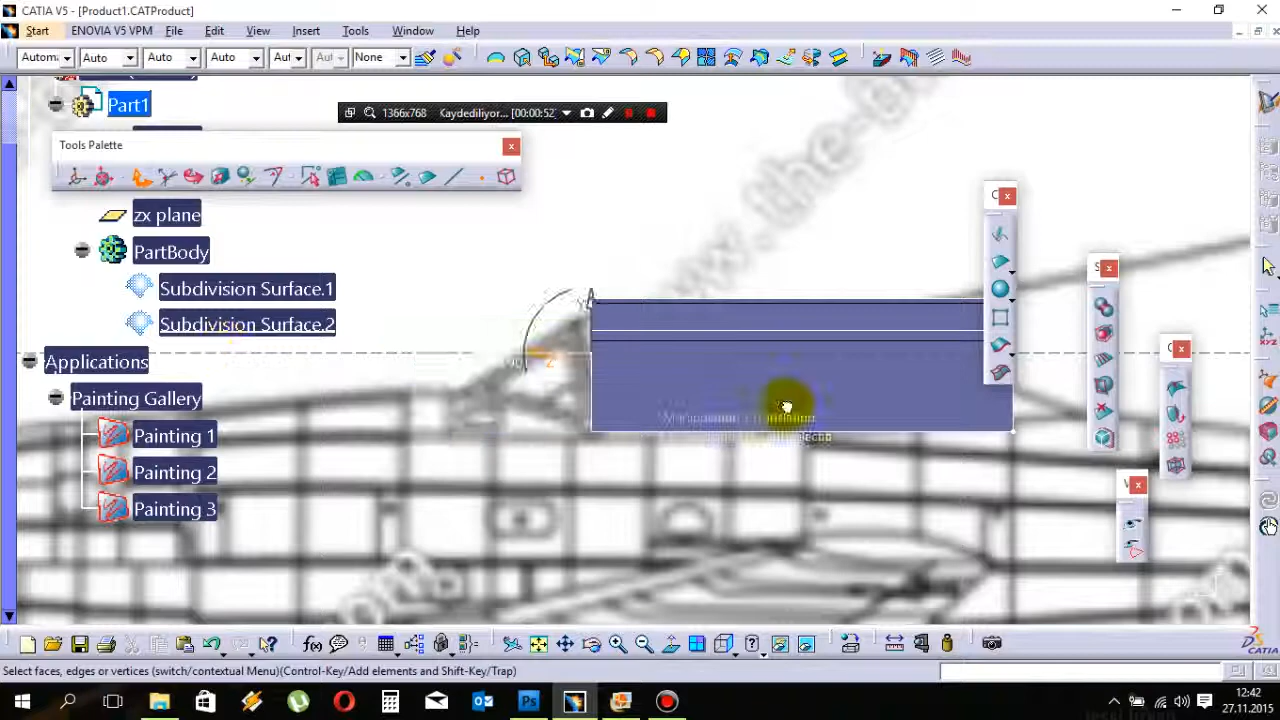 CATIA V5 - [Product1.CATProduct]
Start ENOVIA V5 VPM File Edit View Insert Tools Window Help
Automa Auto Auto Auto Aut Aut None
Part1
1366x768 Kaydediliyor... [00:00:52]
Tools Palette
zx plane
PartBody
Subdivision Surface.1
Subdivision Surface.2
Applications
Painting Gallery
Painting 1
Painting 2
Painting 3
Select faces, edges or vertices (switch/contextual Menu)(Control-Key/Add elements and Shift-Key/Trap)
CATIA
12:42
27.11.2015